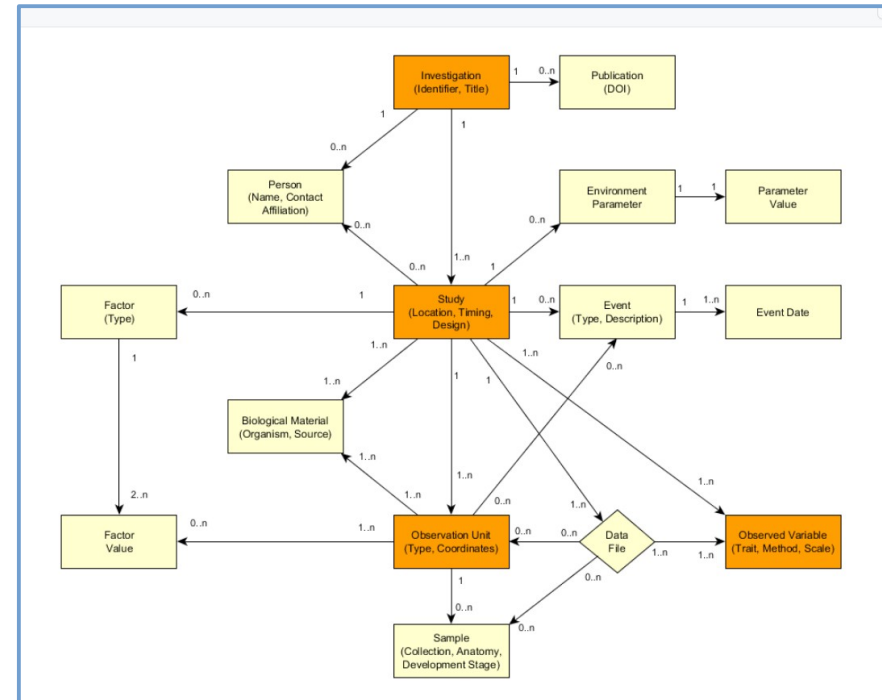 Investigation
(Identifier, Title)
1
0..n
Publication
(DOI)
1
1
0..n
Person
(Name, Contact
Affiliation)
Environment
Parameter
1
1
Parameter
Value
0..n
0..n
0..n
1..n
1
Factor
(Type)
0..n
1
Study
(Location, Timing,
Design)
1
0..n
Event
(Type, Description)
1
1..n
Event Date
1
1..n
1
1
1..n
0..n
1..n
Biological Material
(Organism, Source)
1..n
1..n
1..n
2..n
1..n
0..n
1..n
1..n
Factor
Value
0..n
1..n
Observation Unit
(Type, Coordinates)
0..n
0..n
Data
File
1..n
1..n
Observed Variable
(Trait, Method, Scale)
1
0..n
0..n
0..n
Sample
(Collection, Anatomy,
Development Stage)